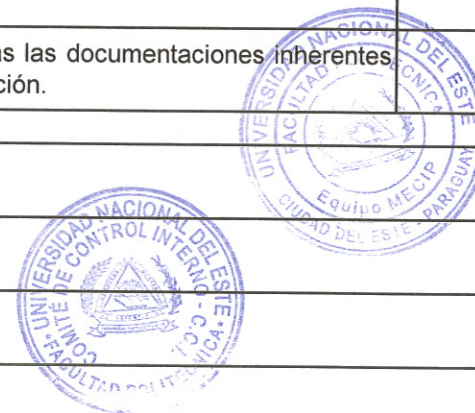 as las documentaciones inherentes
ción.
UNIVERSIDAD NACIONAL DEL ESTE
FACULTAD POLITÉCNICA
Equipo MECIP
CIUDAD DEL ESTE - PARAGUAY
UNIVERSIDAD NACIONAL DEL ESTE
COMITÉ DE CONTROL INTERNO - C.C.I.
*FACULTAD POLITÉCNICA*